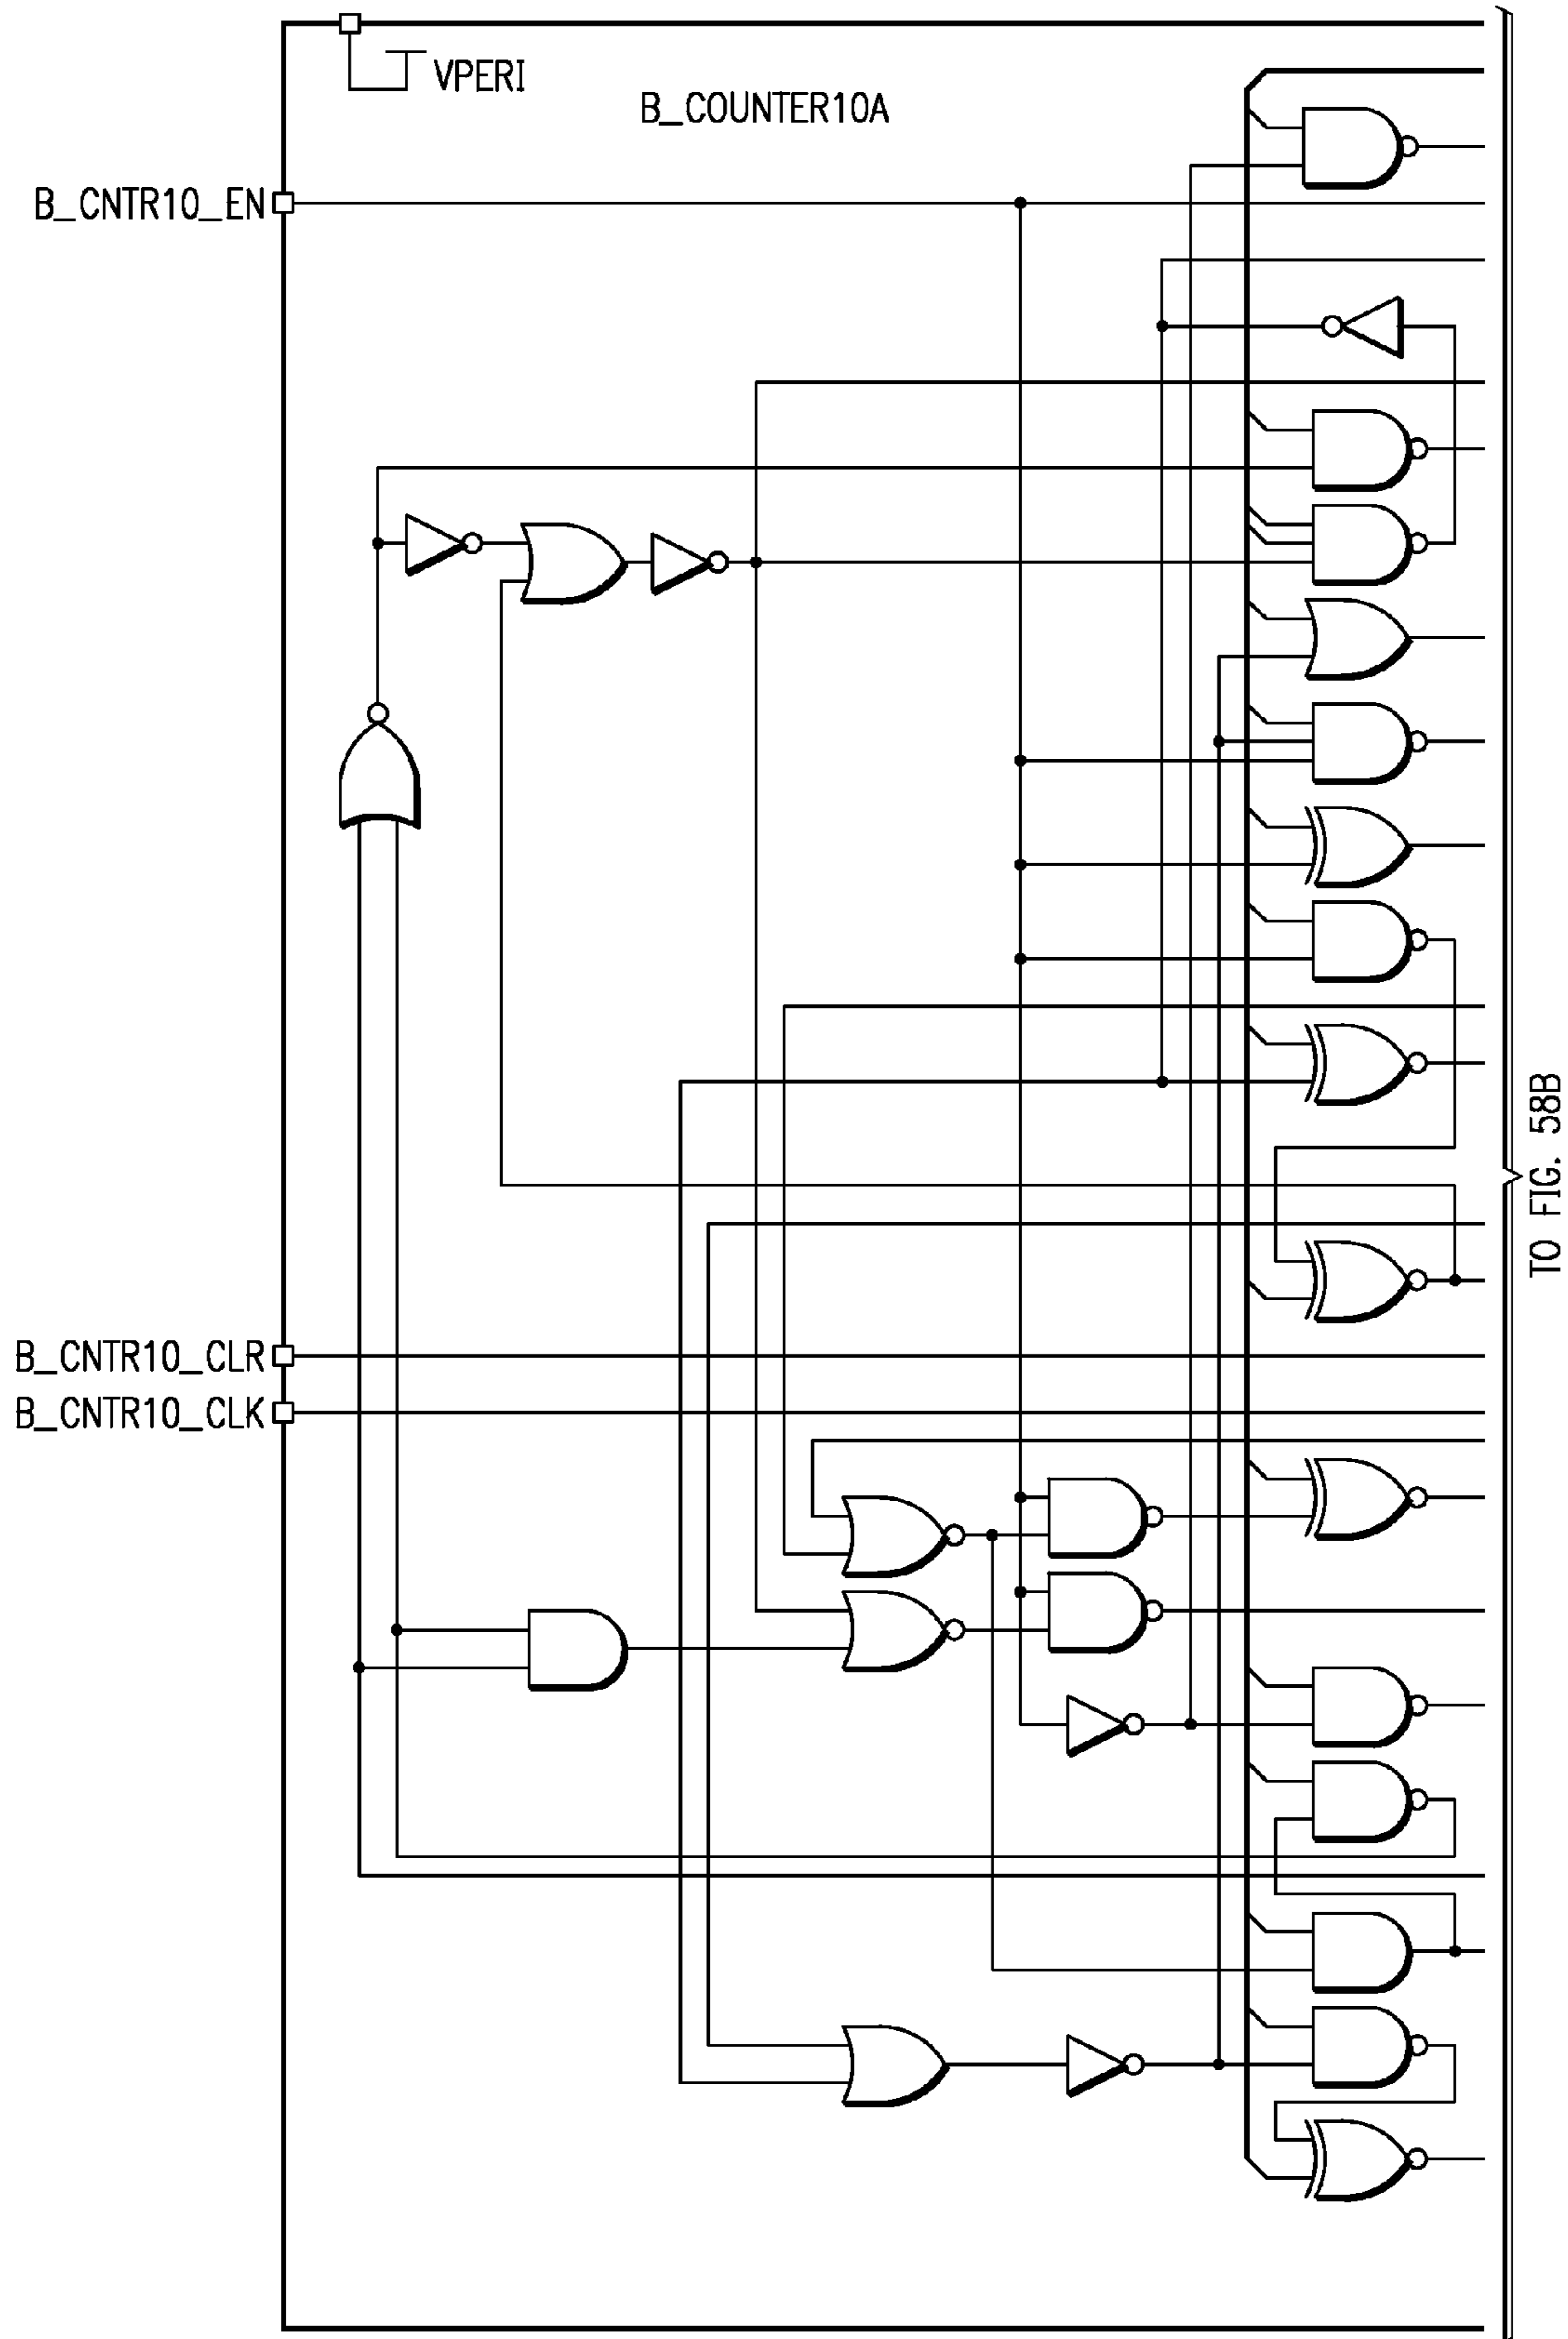 VPERI
B_COUNTER10A
B_CNTR10_EN
B_CNTR10_CLR
B_CNTR10_CLK
TO FIG. 58B